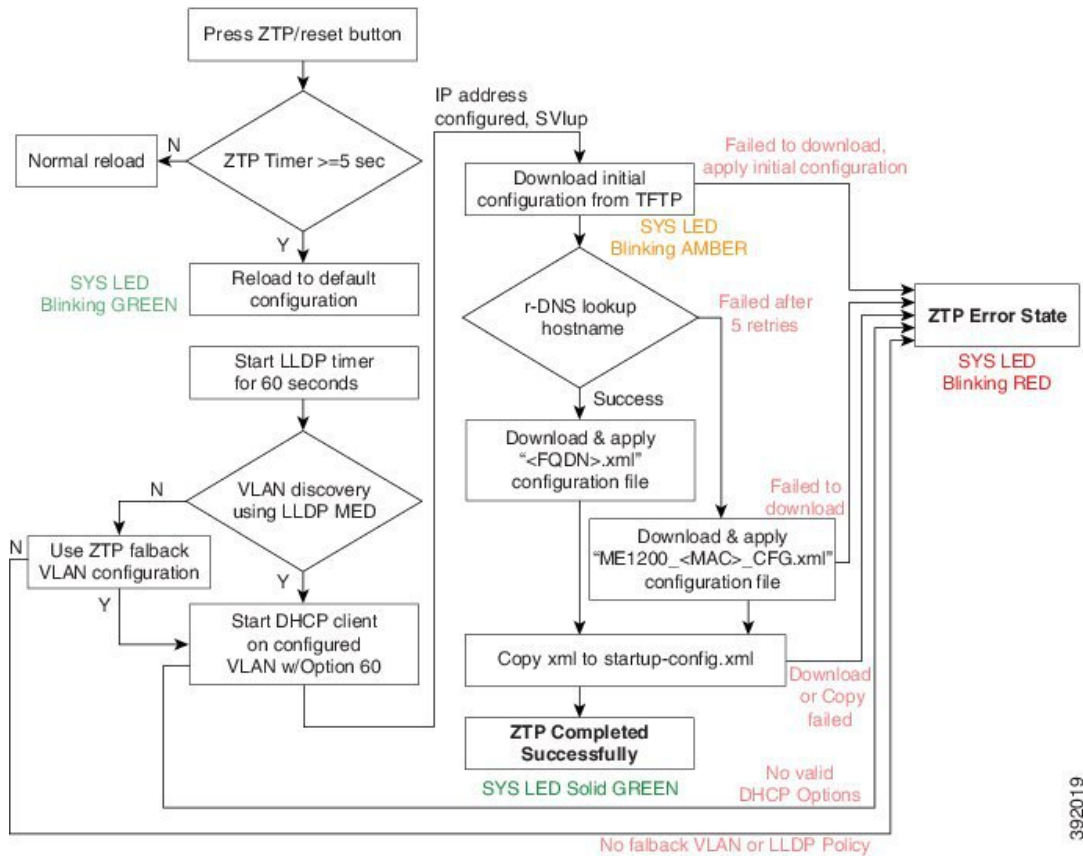 Press ZTP/reset button
N
Normal reload
ZTP Timer >=5 sec
Y
SYS LED
Blinking GREEN
Reload to default
configuration
Start LLDP timer
for 60 seconds
VLAN discovery
using LLDP MED
N
N
Use ZTP falback
VLAN configuration
Y
Y
Start DHCP client
on configured
VLAN w/Option 60
IP address
configured, SVIup
Download initial
configuration from TFTP
Failed to download,
apply initial configuration
SYS LED
Blinking AMBER
r-DNS lookup
hostname
Failed after
5 retries
ZTP Error State
SYS LED
Blinking RED
Success
Download & apply
“<FQDN>.xml”
configuration file
Failed to
download
Download & apply
“ME1200_<MAC>_CFG.xml”
configuration file
Copy xml to startup-config.xml
Download
or Copy
failed
ZTP Completed
Successfully
SYS LED Solid GREEN
No valid
DHCP Options
No falback VLAN or LLDP Policy
392019